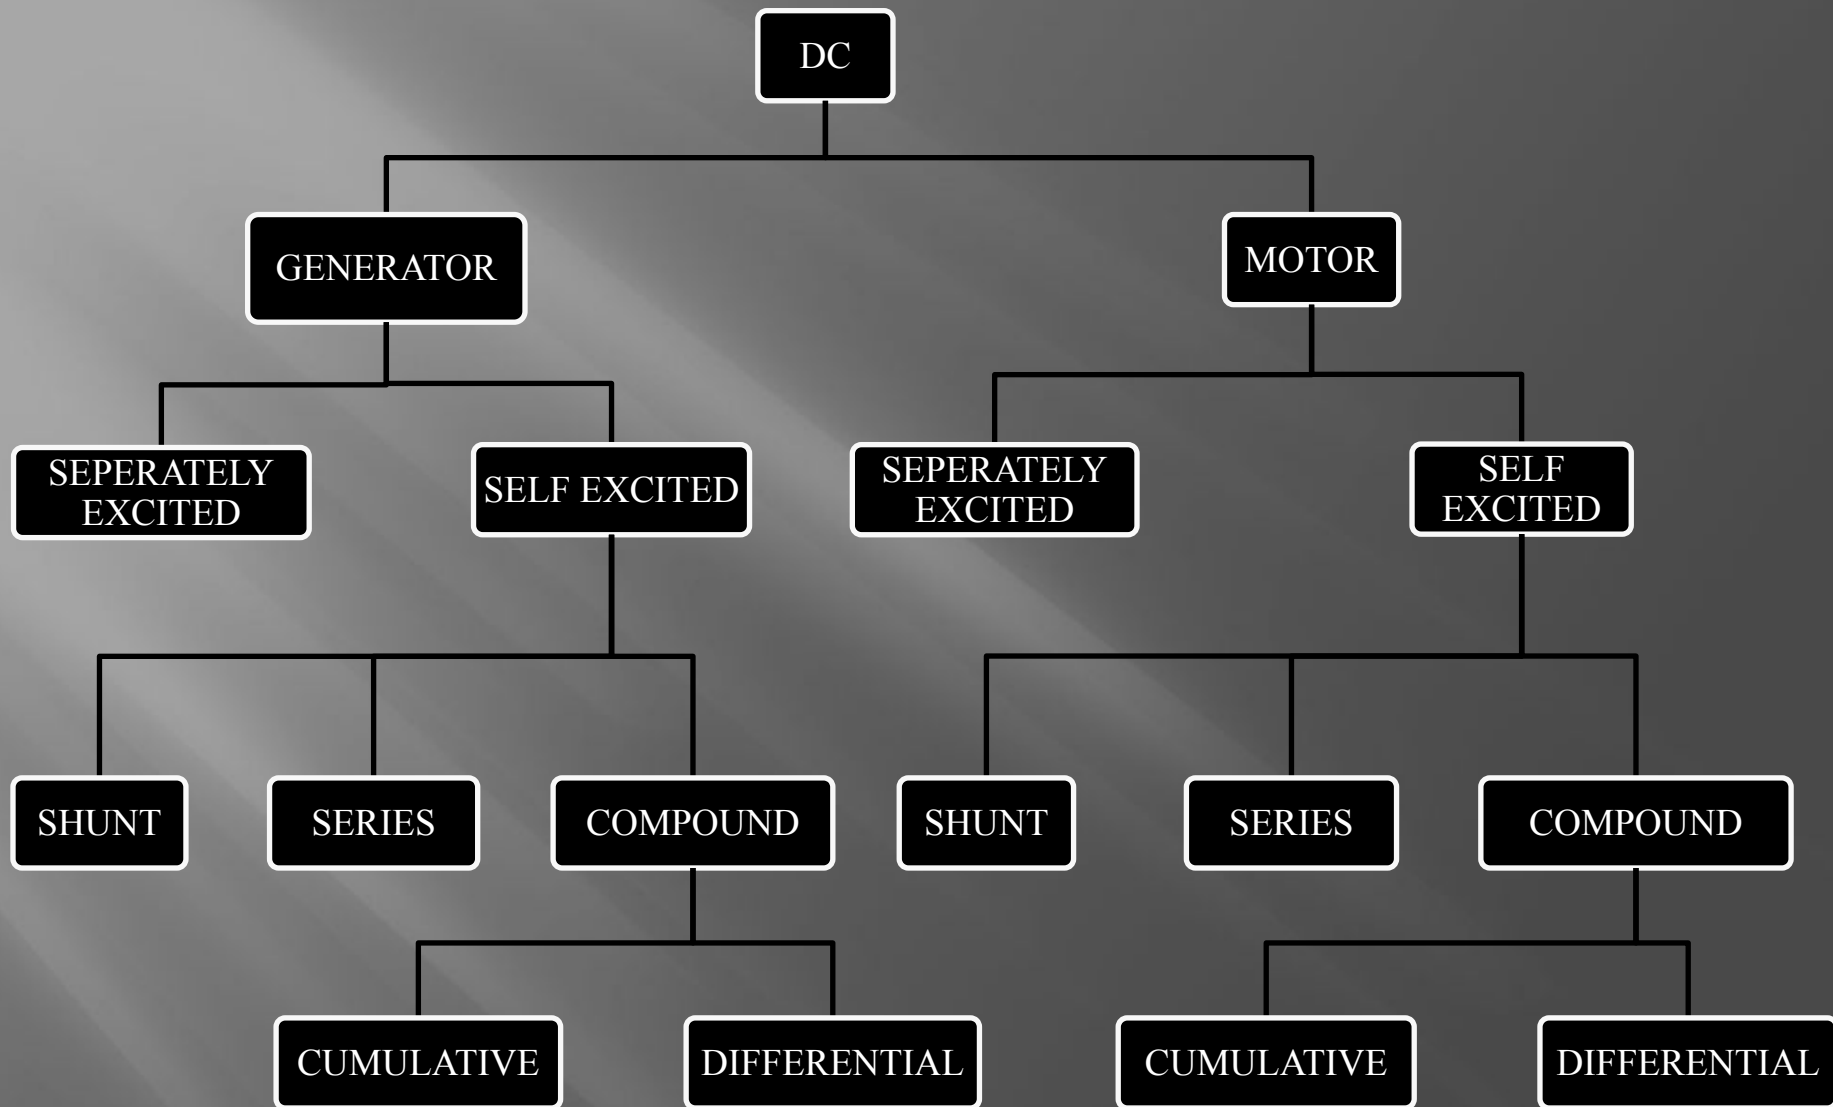 DC
GENERATOR
MOTOR
SEPERATELY
EXCITED
SELF EXCITED
SEPERATELY
EXCITED
SELF
EXCITED
SHUNT
SERIES
COMPOUND
SHUNT
SERIES
COMPOUND
CUMULATIVE
DIFFERENTIAL
CUMULATIVE
DIFFERENTIAL